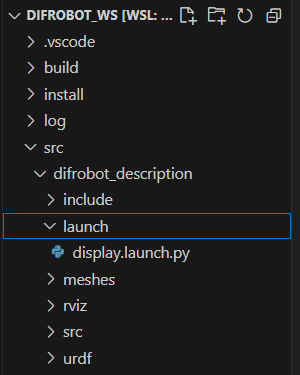 DIFROBOT_WS [WSL: ...
.vscode
build
install
log
src
difrobot_description
include
launch
display.launch.py
meshes
rviz
src
urdf